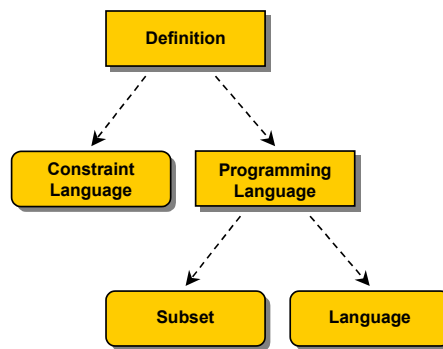 Definition
Constraint
Language
Programming
Language
Subset
Language